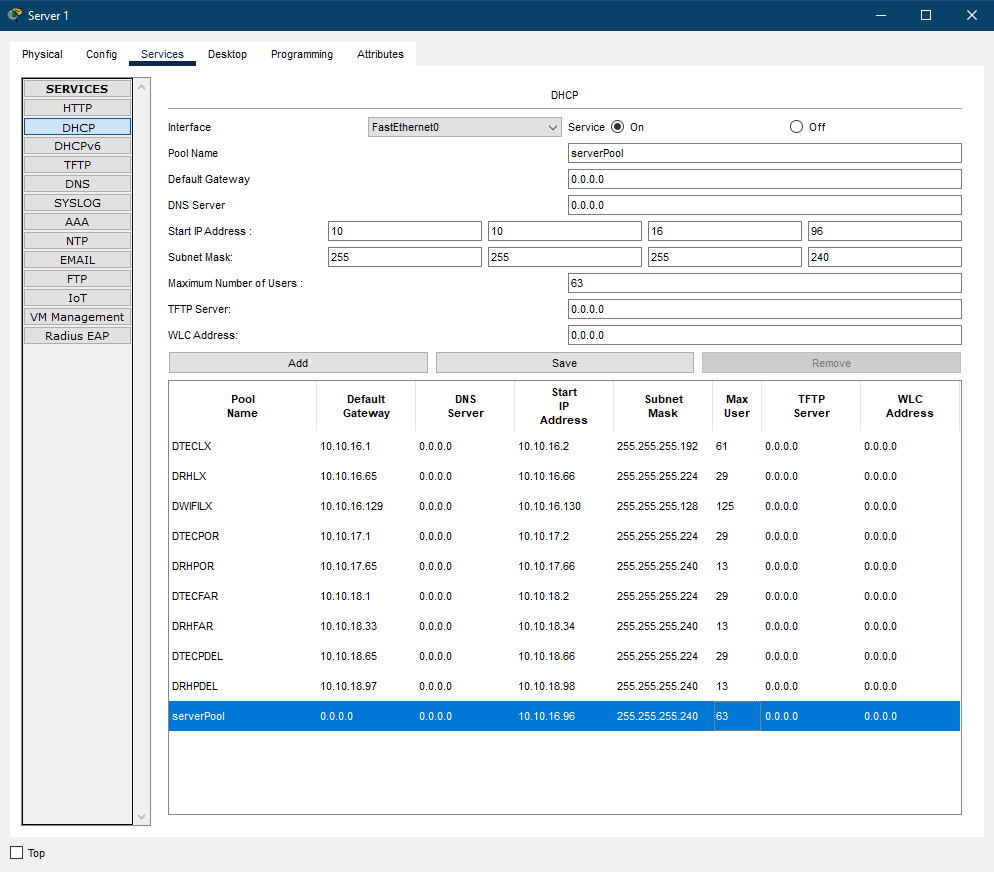 Server 1
Physical Config Services Desktop Programming Attributes
SERVICES
HTTP
DHCP
DHCPv6
TFTP
DNS
SYSLOG
AAA
NTP
EMAIL
FTP
IoT
VM Management
Radius EAP
DHCP
Interface FastEthernet0 Service On Off
Pool Name serverPool
Default Gateway 0.0.0.0
DNS Server 0.0.0.0
Start IP Address : 10 10 16 96
Subnet Mask: 255 255 255 240
Maximum Number of Users : 63
TFTP Server: 0.0.0.0
WLC Address: 0.0.0.0
Add Save Remove
Pool Name Default Gateway DNS Server Start IP Address Subnet Mask Max User TFTP Server WLC Address
DTECLX 10.10.16.1 0.0.0.0 10.10.16.2 255.255.255.192 61 0.0.0.0 0.0.0.0
DRHLX 10.10.16.65 0.0.0.0 10.10.16.66 255.255.255.224 29 0.0.0.0 0.0.0.0
DWIFILX 10.10.16.129 0.0.0.0 10.10.16.130 255.255.255.128 125 0.0.0.0 0.0.0.0
DTECPOR 10.10.17.1 0.0.0.0 10.10.17.2 255.255.255.224 29 0.0.0.0 0.0.0.0
DRHPOR 10.10.17.65 0.0.0.0 10.10.17.66 255.255.255.240 13 0.0.0.0 0.0.0.0
DTECFAR 10.10.18.1 0.0.0.0 10.10.18.2 255.255.255.224 29 0.0.0.0 0.0.0.0
DRHFAR 10.10.18.33 0.0.0.0 10.10.18.34 255.255.255.240 13 0.0.0.0 0.0.0.0
DTECPDEL 10.10.18.65 0.0.0.0 10.10.18.66 255.255.255.224 29 0.0.0.0 0.0.0.0
DRHPDEL 10.10.18.97 0.0.0.0 10.10.18.98 255.255.255.240 13 0.0.0.0 0.0.0.0
serverPool 0.0.0.0 0.0.0.0 10.10.16.96 255.255.255.240 63 0.0.0.0 0.0.0.0
Top